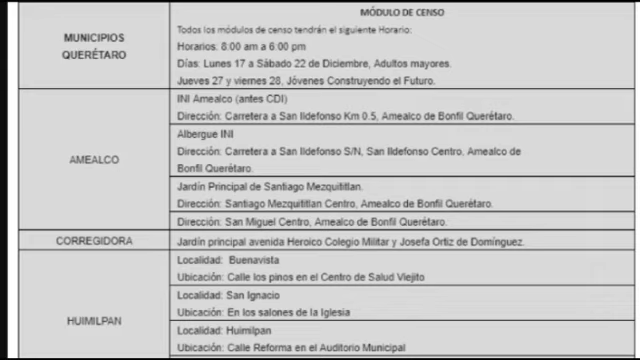 MUNICIPIOS
QUERÉTARO
MÓDULO DE CENSO
Todos los módulos de censo tendrán el siguiente Horario:
Horarios: 8:00 am a 6:00 pm
Días: Lunes 17 a Sábado 22 de Diciembre, Adultos mayores.
Jueves 27 y viernes 28, Jóvenes Construyendo el Futuro.
AMEALCO
INI Amealco (antes CDI)
Dirección: Carretera a San Ildefonso Km 0.5, Amealco de Bonfil Querétaro.
Albergue INI
Dirección: Carretera a San Ildefonso S/N, San Ildefonso Centro, Amealco de
Bonfil Querétaro.
Jardín Principal de Santiago Mezquititlan.
Dirección: Santiago Mezquititlan Centro, Amealco de Bonfil Querétaro.
Dirección: San Miguel Centro, Amealco de Bonfil Querétaro.
CORREGIDORA
Jardín principal avenida Heroico Colegio Militar y Josefa Ortiz de Domínguez.
HUIMILPAN
Localidad: Buenavista
Ubicación: Calle los pinos en el Centro de Salud Viejito
Localidad: San Ignacio
Ubicación: En los salones de la Iglesia
Localidad: Huimilpan
Ubicación: Calle Reforma en el Auditorio Municipal